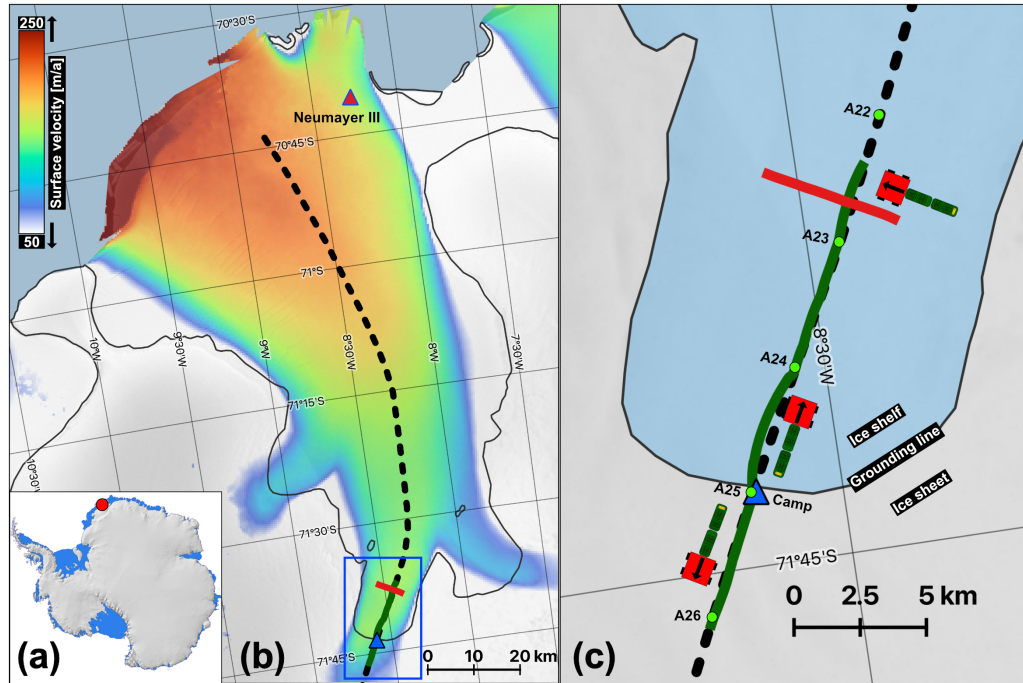 250
Surface velocity [m/a]
50
70°30'S
Neumayer III
70°45'S
71°S
10°W
9°30'W
9°W
8°30'W
8°W
7°30'W
71°15'S
10°30'
71°30'S
71°45'S
0 10 20 km
(a)
(b)
A22
A23
8°30'W
A24
Ice shelf
Grounding line
Ice sheet
A25
Camp
71°45'S
A26
0 2.5 5 km
(c)